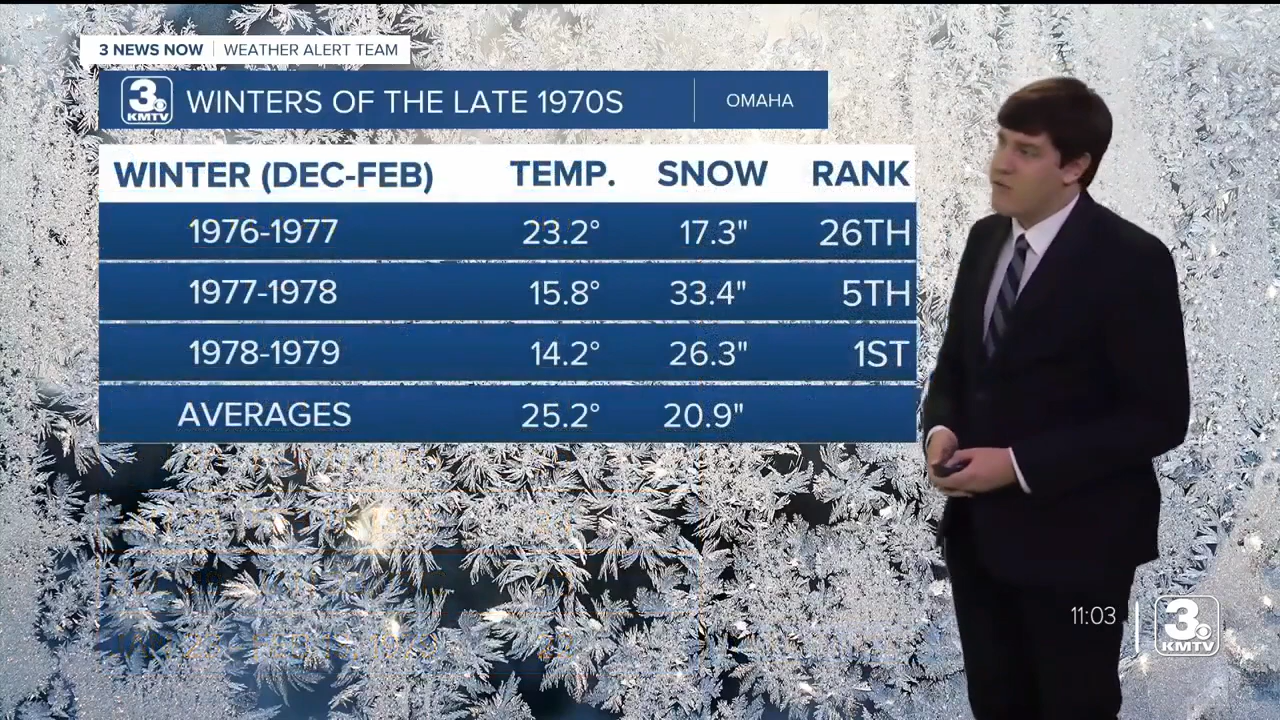 3 NEWS NOW WEATHER ALERT TEAM
3 KMTV WINTERS OF THE LATE 1970S OMAHA
WINTER (DEC-FEB) TEMP. SNOW RANK
1976-1977 23.2° 17.3" 26TH
1977-1978 15.8° 33.4" 5TH
1978-1979 14.2° 26.3" 1ST
AVERAGES 25.2° 20.9"
11:03 3 KMTV